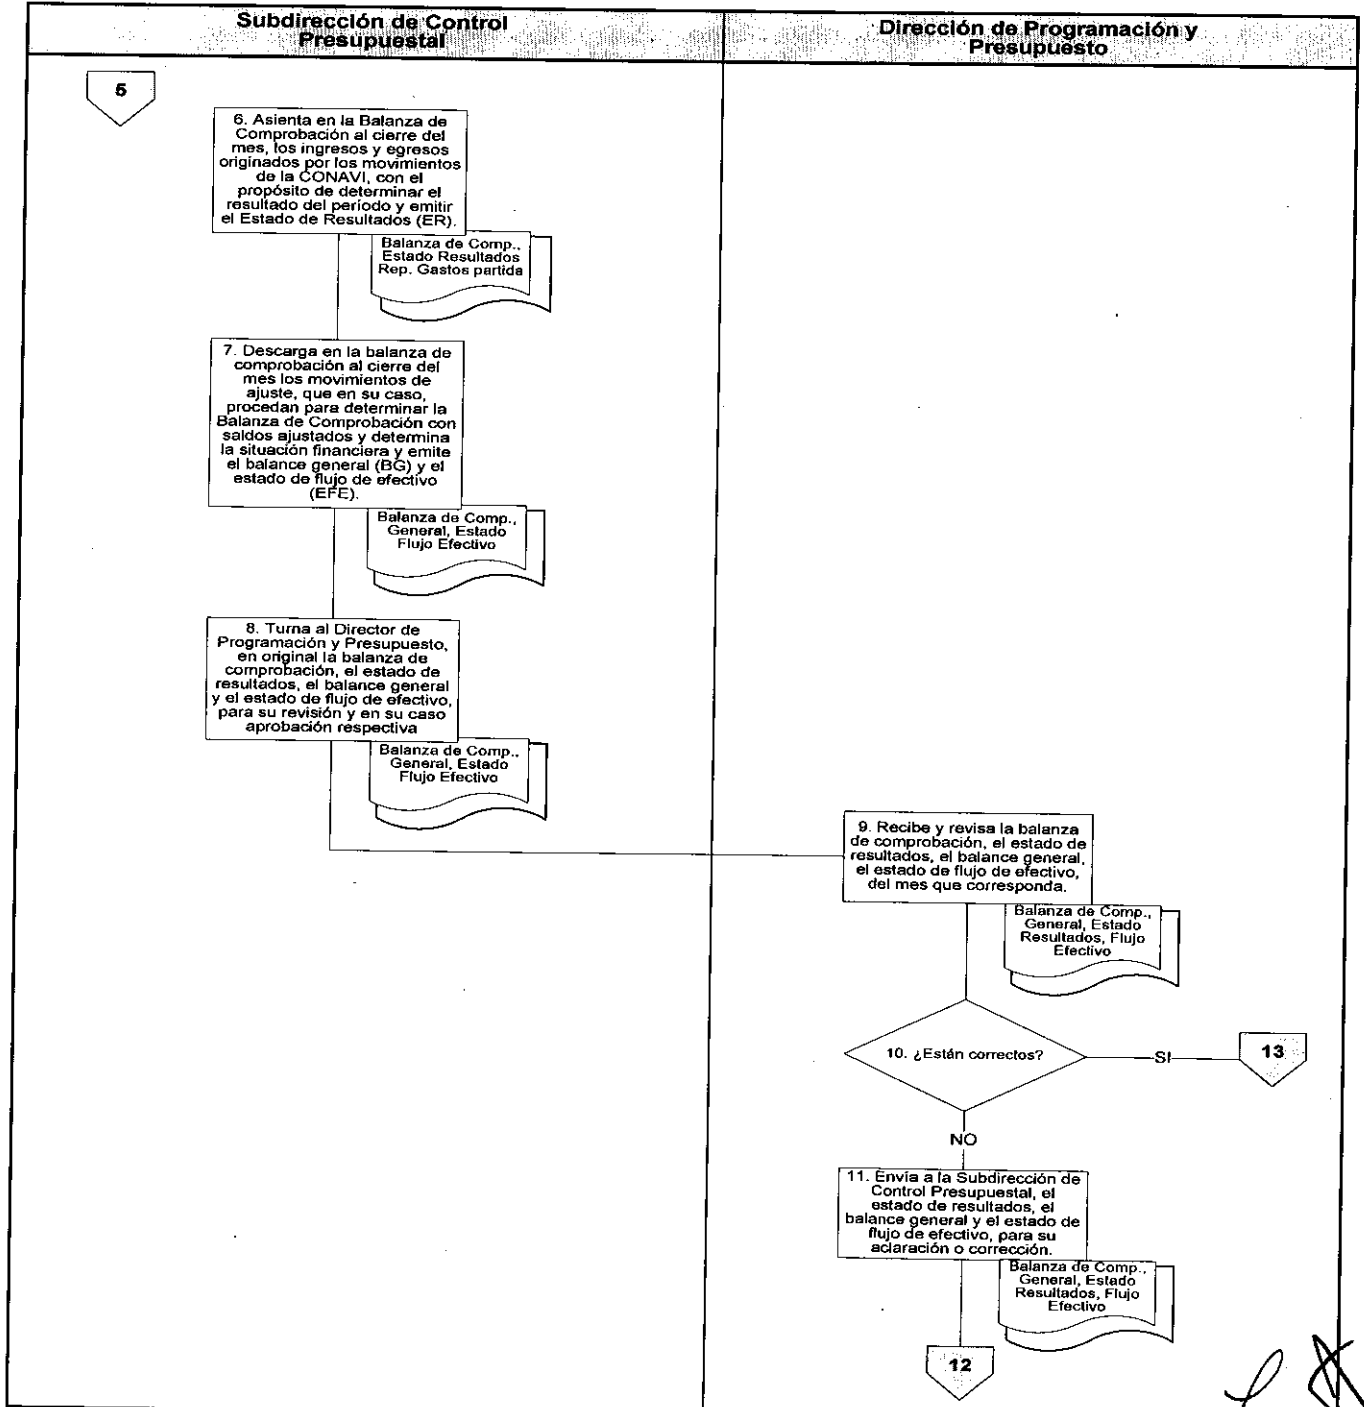 Subdirección de Control
Presupuestal
Dirección de Programación y
Presupuesto
5
6. Asienta en la Balanza de
Comprobación al cierre del
mes, los ingresos y egresos
originados por los movimientos
de la CONAVI, con el
propósito de determinar el
resultado del período y emitir
el Estado de Resultados (ER).
Balanza de Comp.,
Estado Resultados
Rep. Gastos partida
7. Descarga en la balanza de
comprobación al cierre del
mes los movimientos de
ajuste, que en su caso,
procedan para determinar la
Balanza de Comprobación con
saldos ajustados y determina
la situación financiera y emite
el balance general (BG) y el
estado de flujo de efectivo
(EFE).
Balanza de Comp.,
General, Estado
Flujo Efectivo
8. Turna al Director de
Programación y Presupuesto,
en original la balanza de
comprobación, el estado de
resultados, el balance general
y el estado de flujo de efectivo,
para su revisión y en su caso
aprobación respectiva
Balanza de Comp.,
General, Estado
Flujo Efectivo
9. Recibe y revisa la balanza
de comprobación, el estado de
resultados, el balance general,
el estado de flujo de efectivo,
del mes que corresponda.
Balanza de Comp.,
General, Estado
Resultados, Flujo
Efectivo
10. ¿Están correctos?
SI
13
NO
11. Envía a la Subdirección de
Control Presupuestal, el
estado de resultados, el
balance general y el estado de
flujo de efectivo, para su
aclaración o corrección.
Balanza de Comp.,
General, Estado
Resultados, Flujo
Efectivo
12